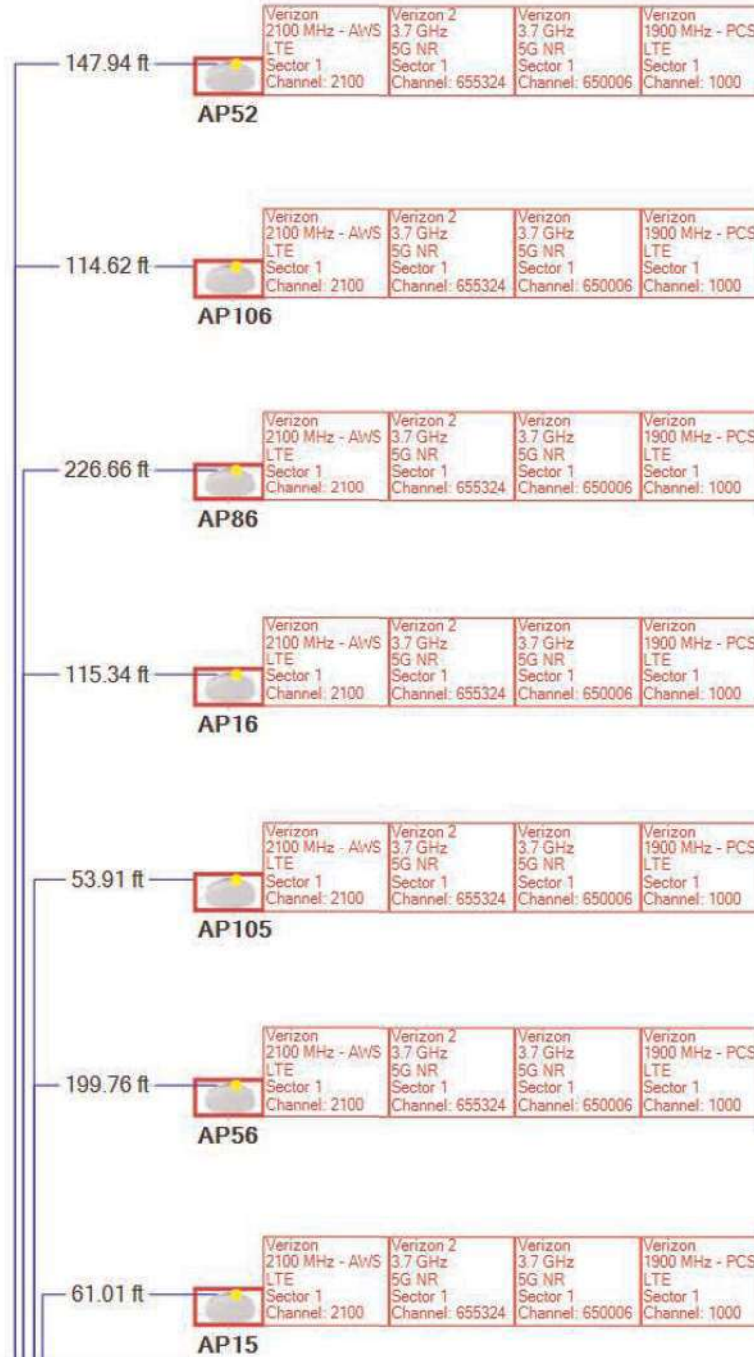 147.94 ft
Verizon
2100 MHz - AWS
LTE
Sector 1
Channel: 2100
Verizon 2
3.7 GHz
5G NR
Sector 1
Channel: 655324
Verizon
3.7 GHz
5G NR
Sector 1
Channel: 650006
Verizon
1900 MHz - PCS
LTE
Sector 1
Channel: 1000
AP52
114.62 ft
Verizon
2100 MHz - AWS
LTE
Sector 1
Channel: 2100
Verizon 2
3.7 GHz
5G NR
Sector 1
Channel: 655324
Verizon
3.7 GHz
5G NR
Sector 1
Channel: 650006
Verizon
1900 MHz - PCS
LTE
Sector 1
Channel: 1000
AP106
226.66 ft
Verizon
2100 MHz - AWS
LTE
Sector 1
Channel: 2100
Verizon 2
3.7 GHz
5G NR
Sector 1
Channel: 655324
Verizon
3.7 GHz
5G NR
Sector 1
Channel: 650006
Verizon
1900 MHz - PCS
LTE
Sector 1
Channel: 1000
AP86
115.34 ft
Verizon
2100 MHz - AWS
LTE
Sector 1
Channel: 2100
Verizon 2
3.7 GHz
5G NR
Sector 1
Channel: 655324
Verizon
3.7 GHz
5G NR
Sector 1
Channel: 650006
Verizon
1900 MHz - PCS
LTE
Sector 1
Channel: 1000
AP16
53.91 ft
Verizon
2100 MHz - AWS
LTE
Sector 1
Channel: 2100
Verizon 2
3.7 GHz
5G NR
Sector 1
Channel: 655324
Verizon
3.7 GHz
5G NR
Sector 1
Channel: 650006
Verizon
1900 MHz - PCS
LTE
Sector 1
Channel: 1000
AP105
199.76 ft
Verizon
2100 MHz - AWS
LTE
Sector 1
Channel: 2100
Verizon 2
3.7 GHz
5G NR
Sector 1
Channel: 655324
Verizon
3.7 GHz
5G NR
Sector 1
Channel: 650006
Verizon
1900 MHz - PCS
LTE
Sector 1
Channel: 1000
AP56
61.01 ft
Verizon
2100 MHz - AWS
LTE
Sector 1
Channel: 2100
Verizon 2
3.7 GHz
5G NR
Sector 1
Channel: 655324
Verizon
3.7 GHz
5G NR
Sector 1
Channel: 650006
Verizon
1900 MHz - PCS
LTE
Sector 1
Channel: 1000
AP15